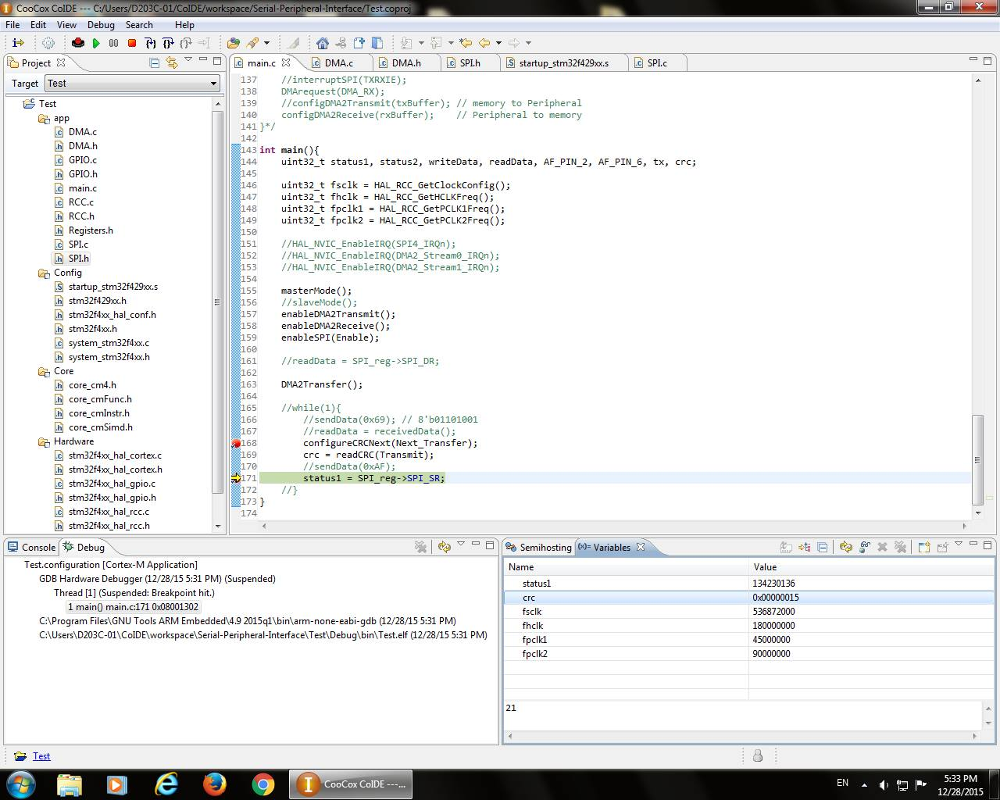 CooCox CoIDE --- C:/Users/D203C-01/CoIDE/workspace/Serial-Peripheral-Interface/Test.coproj
File Edit View Debug Search Help
Project
Target Test
Test
app
DMA.c
DMA.h
GPIO.c
GPIO.h
main.c
RCC.c
RCC.h
Registers.h
SPI.c
SPI.h
Config
startup_stm32f429xx.s
stm32f429xx.h
stm32f4xx_hal_conf.h
stm32f4xx.h
system_stm32f4xx.c
system_stm32f4xx.h
Core
core_cm4.h
core_cmFunc.h
core_cmInstr.h
core_cmSimd.h
Hardware
stm32f4xx_hal_cortex.c
stm32f4xx_hal_cortex.h
stm32f4xx_hal_gpio.c
stm32f4xx_hal_gpio.h
stm32f4xx_hal_rcc.c
stm32f4xx_hal_rcc.h
main.c DMA.c DMA.h SPI.h startup_stm32f429xx.s SPI.c
137 //interruptSPI(TXRXIE);
138 DMArequest(DMA_RX);
139 //configDMA2Transmit(txBuffer); // memory to Peripheral
140 configDMA2Receive(rxBuffer); // Peripheral to memory
141 }*/
142
143 int main(){
144 uint32_t status1, status2, writeData, readData, AF_PIN_2, AF_PIN_6, tx, crc;
145
146 uint32_t fsclk = HAL_RCC_GetClockConfig();
147 uint32_t fhclk = HAL_RCC_GetHCLKFreq();
148 uint32_t fpclk1 = HAL_RCC_GetPCLK1Freq();
149 uint32_t fpclk2 = HAL_RCC_GetPCLK2Freq();
150
151 //HAL_NVIC_EnableIRQ(SPI4_IRQn);
152 //HAL_NVIC_EnableIRQ(DMA2_Stream0_IRQn);
153 //HAL_NVIC_EnableIRQ(DMA2_Stream1_IRQn);
154
155 masterMode();
156 //slaveMode();
157 enableDMA2Transmit();
158 enableDMA2Receive();
159 enableSPI(Enable);
160
161 //readData = SPI_reg->SPI_DR;
162
163 DMA2Transfer();
164
165 //while(1){
166 //sendData(0x69); // 8'b01101001
167 //readData = receivedData();
168 configureCRCNext(Next_Transfer);
169 crc = readCRC(Transmit);
170 //sendData(0xAF);
171 status1 = SPI_reg->SPI_SR;
172 //}
173 }
174
Console Debug
Test.configuration [Cortex-M Application]
GDB Hardware Debugger (12/28/15 5:31 PM) (Suspended)
Thread [1] (Suspended: Breakpoint hit.)
1 main() main.c:171 0x08001302
C:\Program Files\GNU Tools ARM Embedded\4.9 2015q1\bin\arm-none-eabi-gdb (12/28/15 5:31 PM)
C:\Users\D203C-01\CoIDE\workspace\Serial-Peripheral-Interface\Test\Debug\bin\Test.elf (12/28/15 5:31 PM)
Semihosting (x)= Variables
Name Value
status1 134230136
crc 0x00000015
fsclk 536872000
fhclk 180000000
fpclk1 45000000
fpclk2 90000000
21
Test
CooCox CoIDE ---...
EN
5:33 PM
12/28/2015